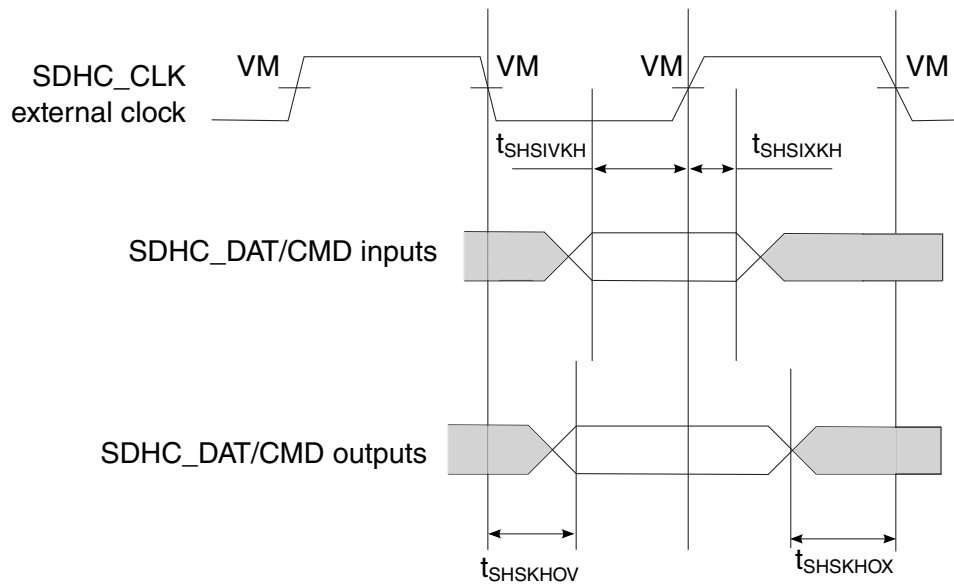 VM VM VM VM
SDHC_CLK
external clock
tSHSIVKH tSHSIXKH
SDHC_DAT/CMD inputs
SDHC_DAT/CMD outputs
tSHSKHOV tSHSKHOX